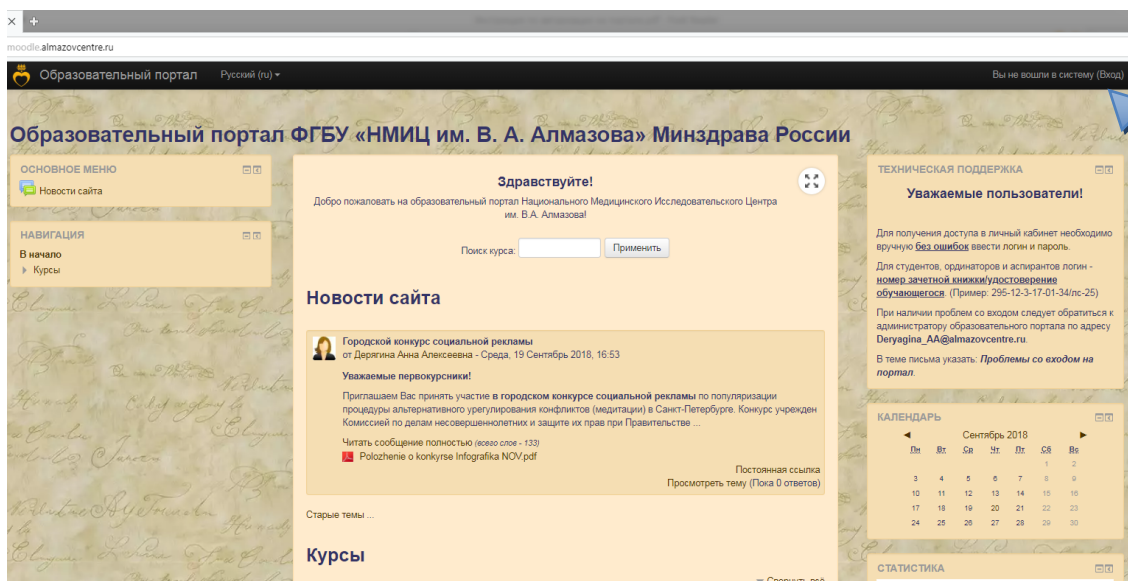 moodle.almazovcentre.ru
Образовательный портал
Русский (ru)
Вы не вошли в систему (Вход)
Образовательный портал ФГБУ «НМИЦ им. В. А. Алмазова» Минздрава России
ОСНОВНОЕ МЕНЮ
Новости сайта
НАВИГАЦИЯ
В начало
Курсы
Здравствуйте!
Добро пожаловать на образовательный портал Национального Медицинского Исследовательского Центра
им. В.А. Алмазова!
Поиск курса:
Применить
Новости сайта
Городской конкурс социальной рекламы
от Дерягина Анна Алексеевна - Среда, 19 Сентябрь 2018, 16:53
Уважаемые первокурсники!
Приглашаем Вас принять участие в городском конкурсе социальной рекламы по популяризации
процедуры альтернативного урегулирования конфликтов (медитации) в Санкт-Петербурге. Конкурс учрежден
Комиссией по делам несовершеннолетних и защите их прав при Правительстве ...
Читать сообщение полностью (всего слов - 133)
Polozhenie o konkyrse Infografika NOV.pdf
Постоянная ссылка
Просмотреть тему (Пока 0 ответов)
Старые темы ...
Курсы
Свернуть всё
ТЕХНИЧЕСКАЯ ПОДДЕРЖКА
Уважаемые пользователи!
Для получения доступа в личный кабинет необходимо
вручную без ошибок ввести логин и пароль.
Для студентов, ординаторов и аспирантов логин -
номер зачетной книжки/удостоверение
обучающегося. (Пример: 295-12-3-17-01-34/лс-25)
При наличии проблем со входом следует обратиться к
администратору образовательного портала по адресу
Deryagina_AA@almazovcentre.ru.
В теме письма указать: Проблемы со входом на
портал.
КАЛЕНДАРЬ
Сентябрь 2018
Пн Вт Ср Чт Пт Сб Вс
1 2
3 4 5 6 7 8 9
10 11 12 13 14 15 16
17 18 19 20 21 22 23
24 25 26 27 28 29 30
СТАТИСТИКА